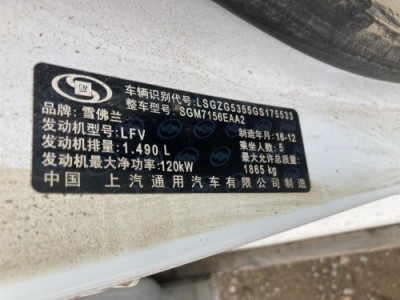 车辆识别代号: LSGZG5355GS175533
整车型号: SGM7156EAA2
品牌: 雪佛兰
发动机型号: LFV 制造年月: 16-12
发动机排量: 1.490 L 乘坐人数: 5
发动机最大净功率: 120kW 最大允许总质量: 1865 kg
中国 上汽通用汽车有限公司 制造